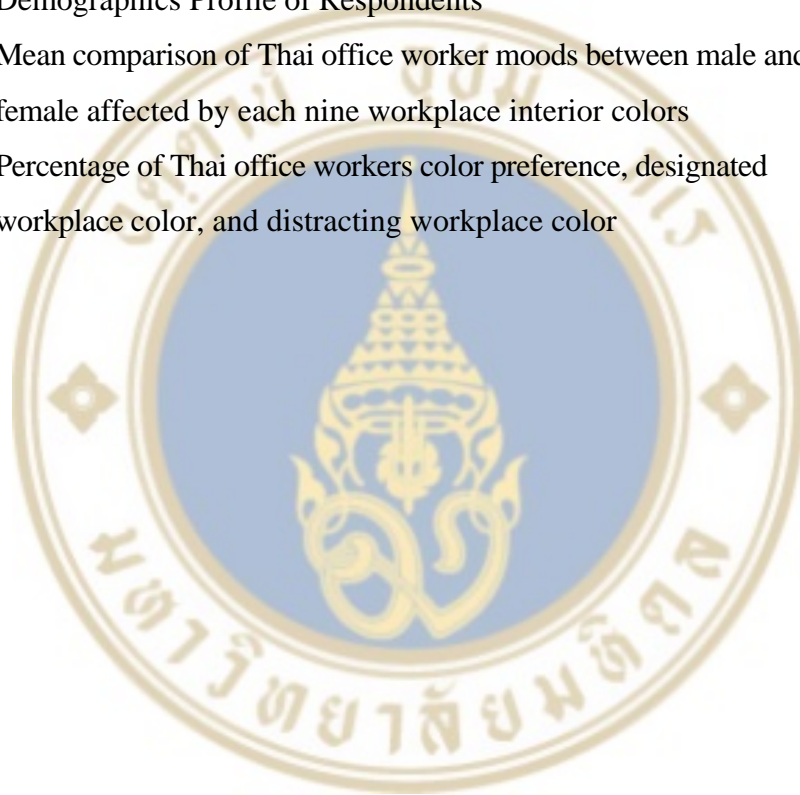 Demographics Profile of Respondents
Mean comparison of Thai office worker moods between male and
female affected by each nine workplace interior colors
Percentage of Thai office workers color preference, designated
workplace color, and distracting workplace color
มหาวิทยาลัยมหิดล